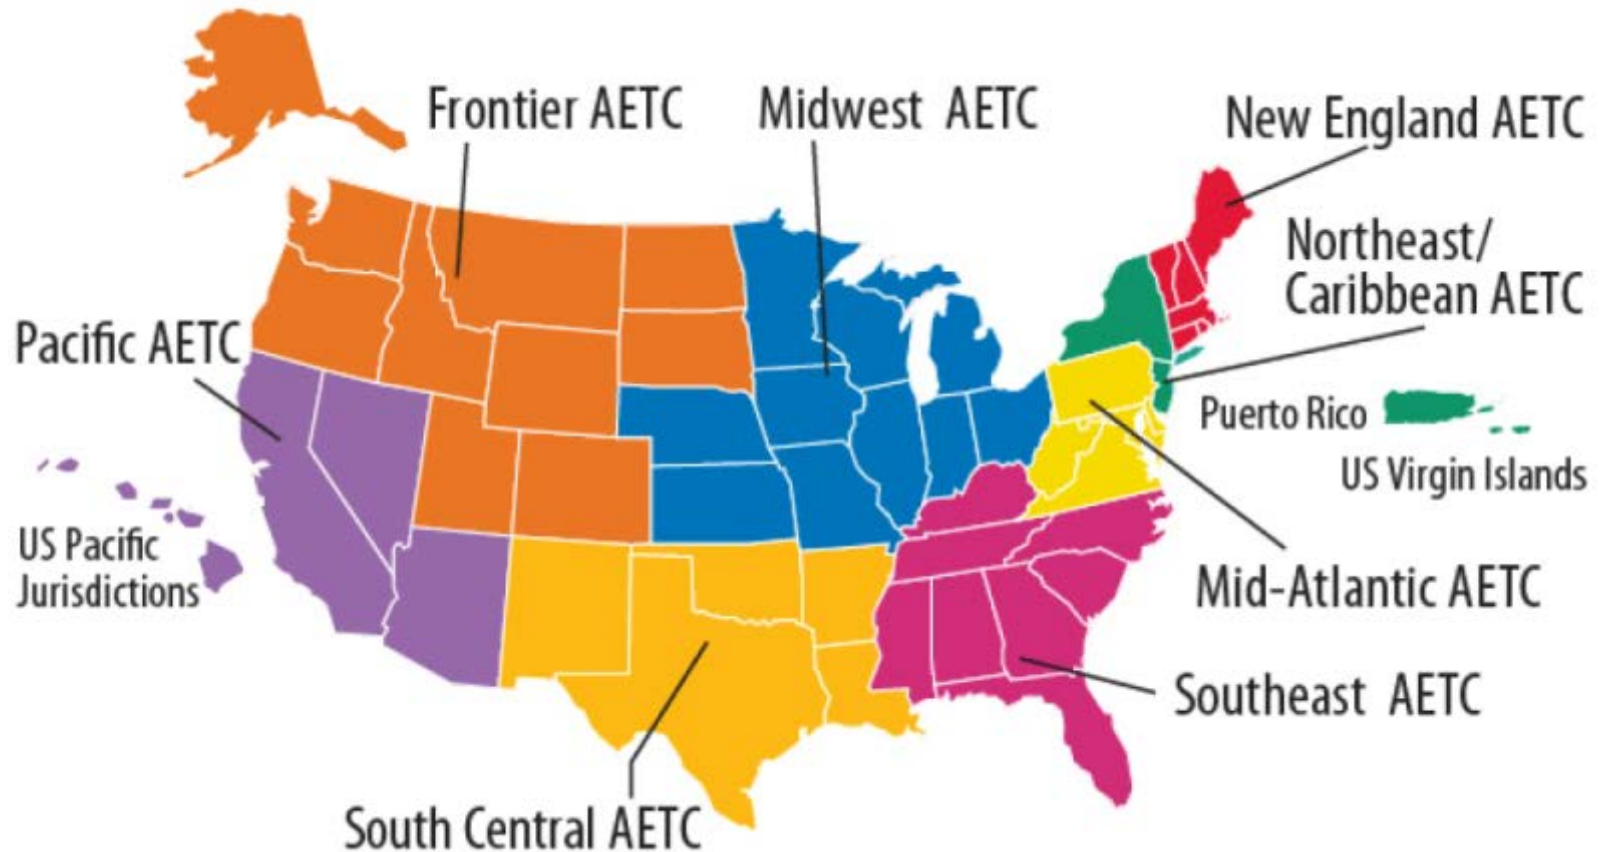 Frontier AETC
Midwest AETC
New England AETC
Northeast/
Caribbean AETC
Pacific AETC
Puerto Rico
US Virgin Islands
US Pacific
Jurisdictions
Mid-Atlantic AETC
Southeast AETC
South Central AETC